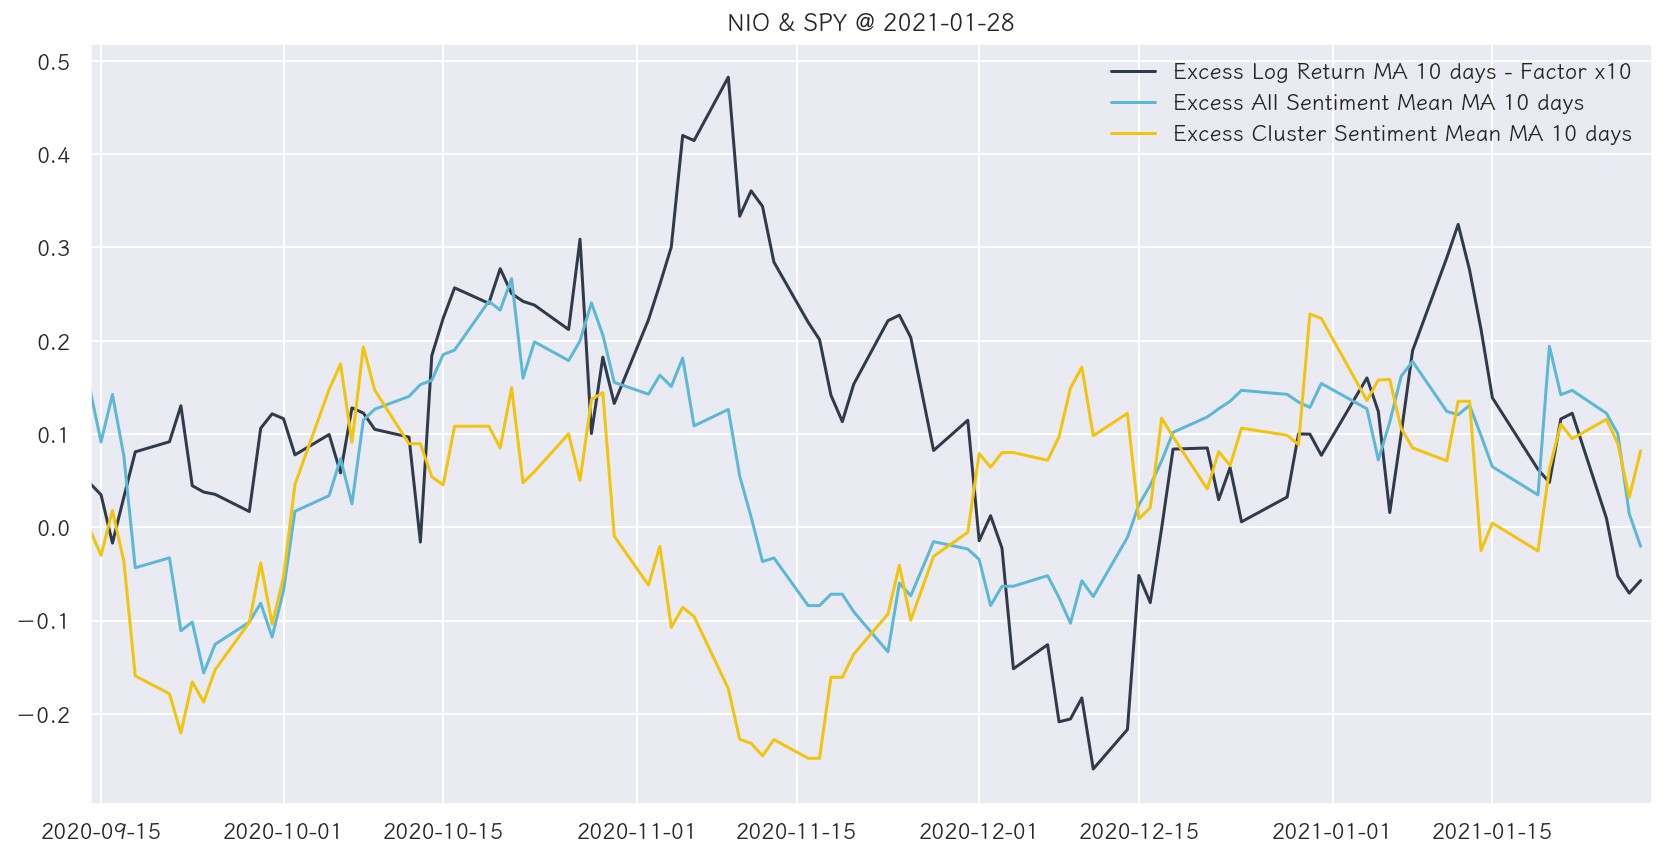 NIO & SPY @ 2021-01-28
0.5
0.4
0.3
0.2
0.1
0.0
−0.1
−0.2
Excess Log Return MA 10 days - Factor x10
Excess All Sentiment Mean MA 10 days
Excess Cluster Sentiment Mean MA 10 days
2020-09-15 2020-10-01 2020-10-15 2020-11-01 2020-11-15 2020-12-01 2020-12-15 2021-01-01 2021-01-15